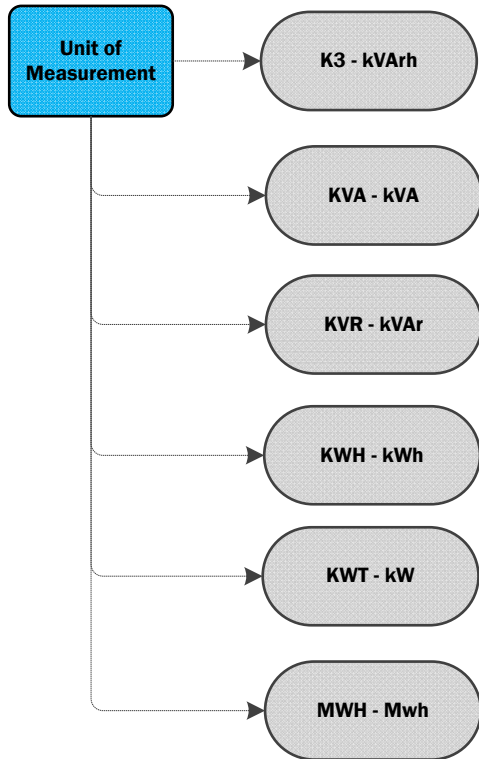 Unit of
Measurement
K3 - kVArh
KVA - kVA
KVR - kVAr
KWH - kWh
KWT - kW
MWH - Mwh